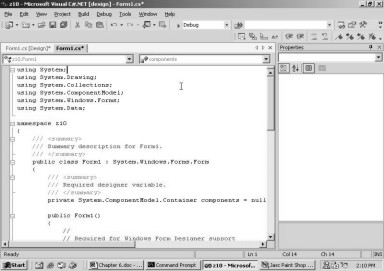 z10 - Microsoft Visual C#.NET [design] - Form1.cs*
File Edit View Project Build Debug Tools Window Help
Debug
Form1.cs [Design]* Form1.cs*
Properties
z10.Form1
components
using System;
using System.Drawing;
using System.Collections;
using System.ComponentModel;
using System.Windows.Forms;
using System.Data;
namespace z10
{
/// <summary>
/// Summary description for Form1.
/// </summary>
public class Form1 : System.Windows.Forms.Form
{
/// <summary>
/// Required designer variable.
/// </summary>
private System.ComponentModel.Container components = null
public Form1()
{
//
// Required for Windows Form Designer support
Ready
Ln 1 Col 14 Ch 14 INS
Start Chapter 6.doc - ... Command Prompt z10 - Microsof... Jasc Paint Shop ... 2:10 PM